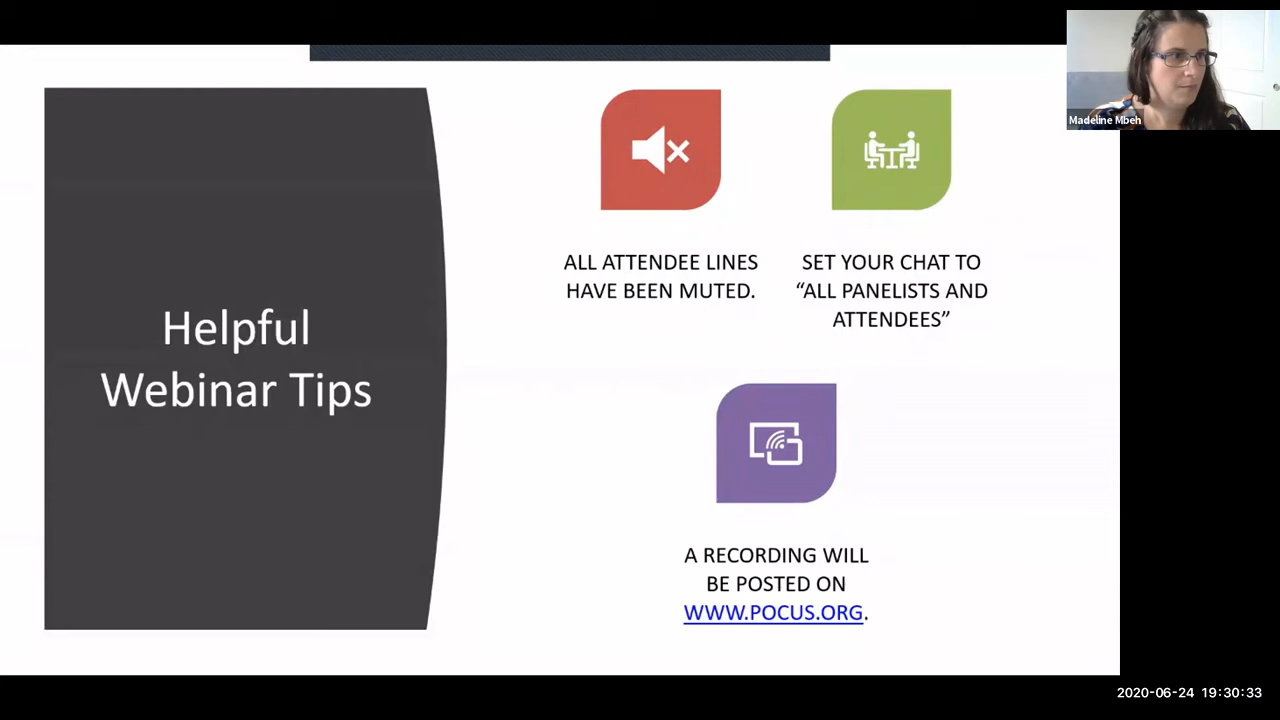 Madeline Mbeh
Helpful
Webinar Tips
ALL ATTENDEE LINES
HAVE BEEN MUTED.
SET YOUR CHAT TO
“ALL PANELISTS AND
ATTENDEES”
A RECORDING WILL
BE POSTED ON
WWW.POCUS.ORG.
2020-06-24 19:30:33